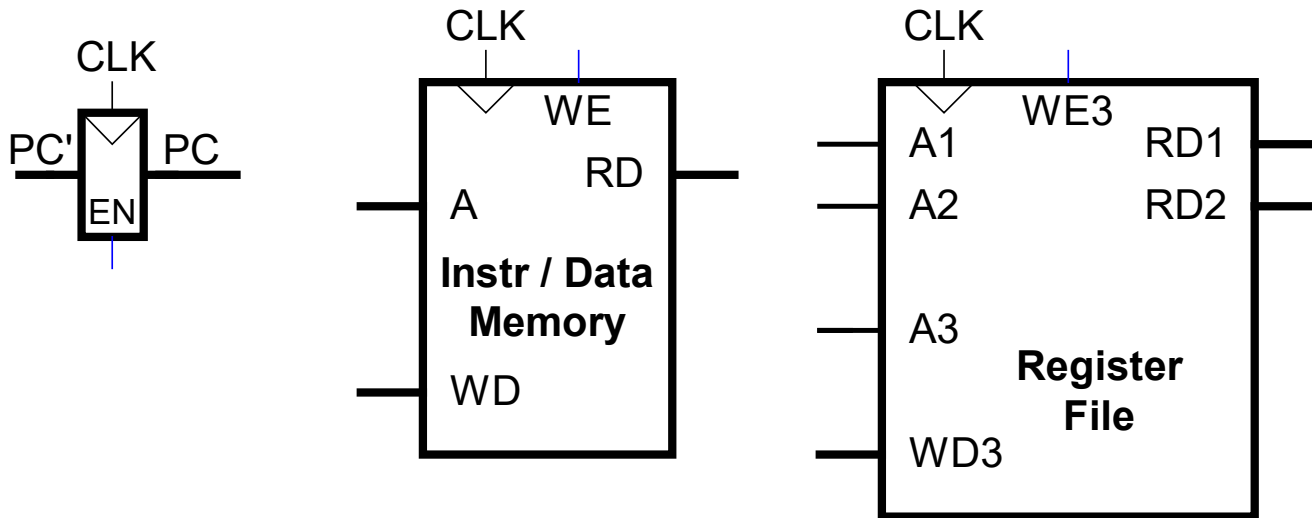 CLK
PC'
PC
EN
CLK
WE
RD
A
Instr / Data
Memory
WD
CLK
WE3
A1
RD1
A2
RD2
A3
Register
File
WD3